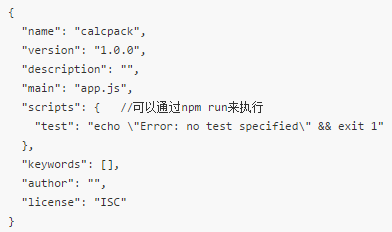 {
"name": "calcpack",
"version": "1.0.0",
"description": "",
"main": "app.js",
"scripts": {   //可以通过npm run来执行
"test": "echo \"Error: no test specified\" && exit 1"
},
"keywords": [],
"author": "",
"license": "ISC"
}